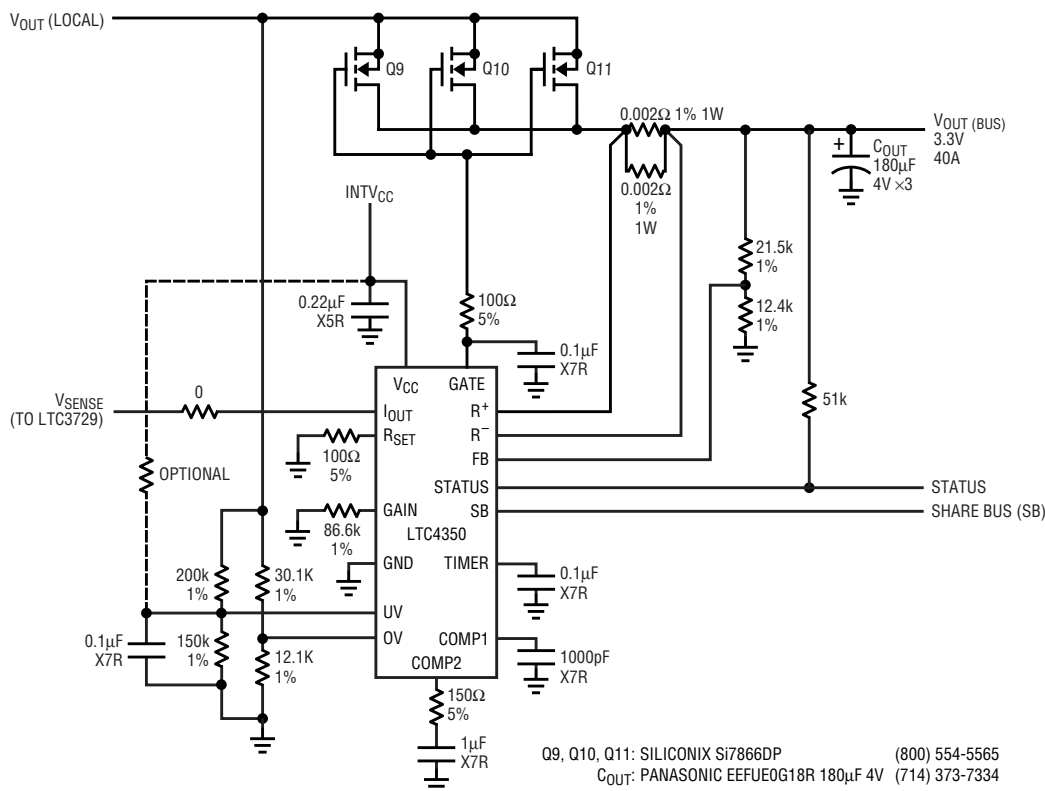 VOUT (LOCAL)
Q9
Q10
Q11
0.002Ω 1% 1W
VOUT (BUS)
3.3V
40A
+
COUT
180µF
4V ×3
0.002Ω
1%
1W
INTVCC
21.5k
1%
12.4k
1%
0.22µF
X5R
100Ω
5%
0.1µF
X7R
51k
VSENSE
(TO LTC3729)
0
VCC
GATE
IOUT
R+
RSET
R−
FB
100Ω
5%
OPTIONAL
STATUS
STATUS
GAIN
SB
SHARE BUS (SB)
86.6k
1%
LTC4350
GND
TIMER
0.1µF
X7R
200k
1%
30.1K
1%
UV
OV
COMP1
1000pF
X7R
0.1µF
X7R
150k
1%
12.1K
1%
COMP2
150Ω
5%
1µF
X7R
Q9, Q10, Q11: SILICONIX Si7866DP (800) 554-5565
COUT: PANASONIC EEFUE0G18R 180µF 4V (714) 373-7334